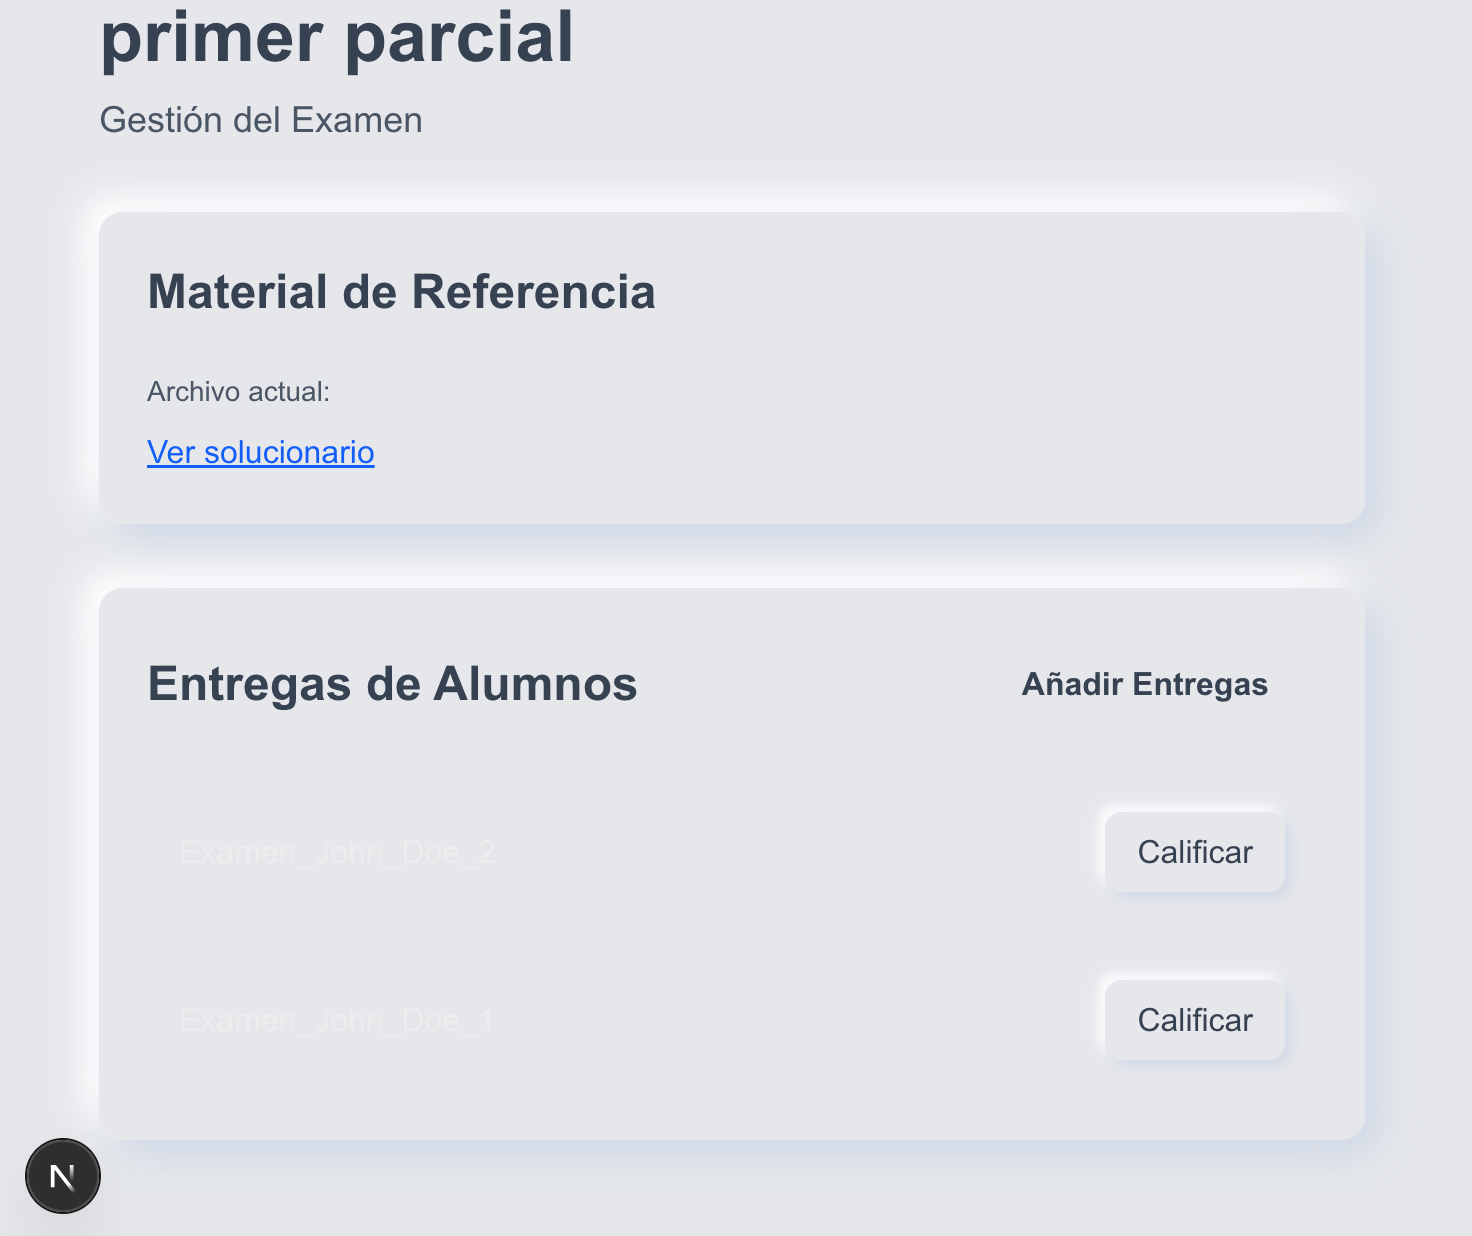 primer parcial
Gestión del Examen
Material de Referencia
Archivo actual:
Ver solucionario
Entregas de Alumnos
Añadir Entregas
Examen_John_Doe_2
Calificar
Examen_John_Doe_1
Calificar
N